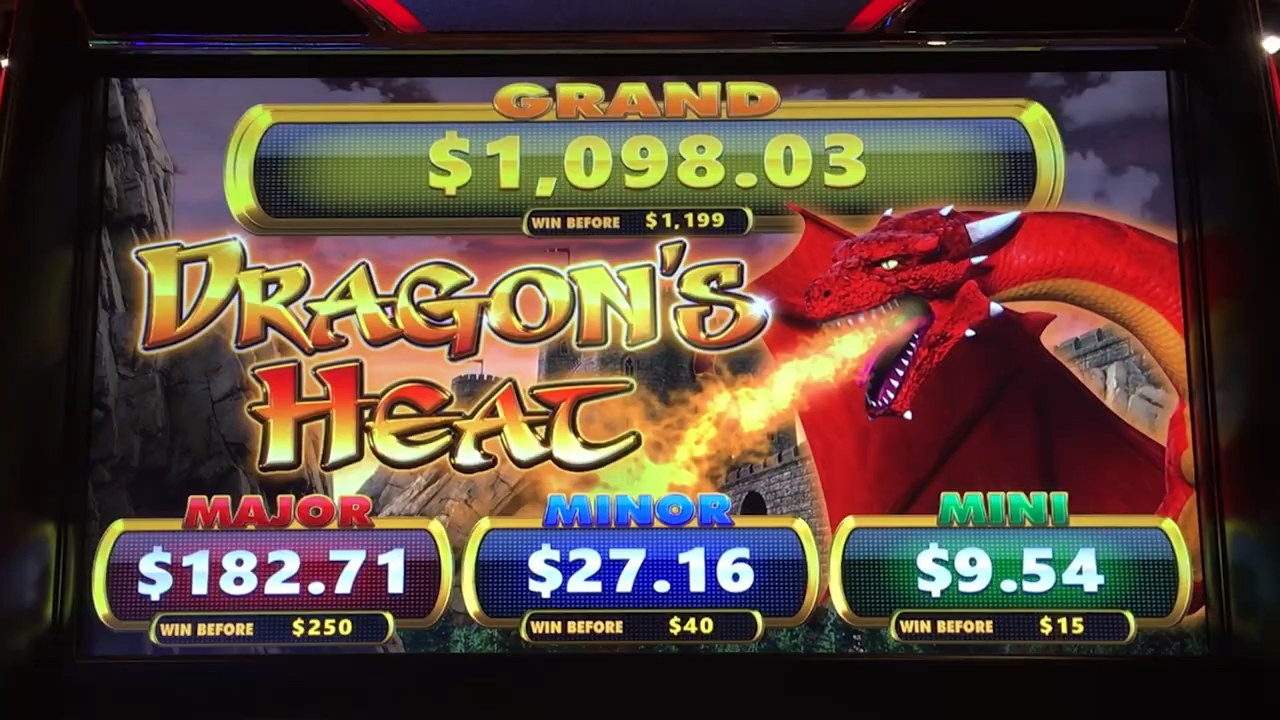 GRAND
$1,098.03
WIN BEFORE $1,199
DRAGON'S
HEAT
MAJOR
$182.71
WIN BEFORE $250
MINOR
$27.16
WIN BEFORE $40
MINI
$9.54
WIN BEFORE $15